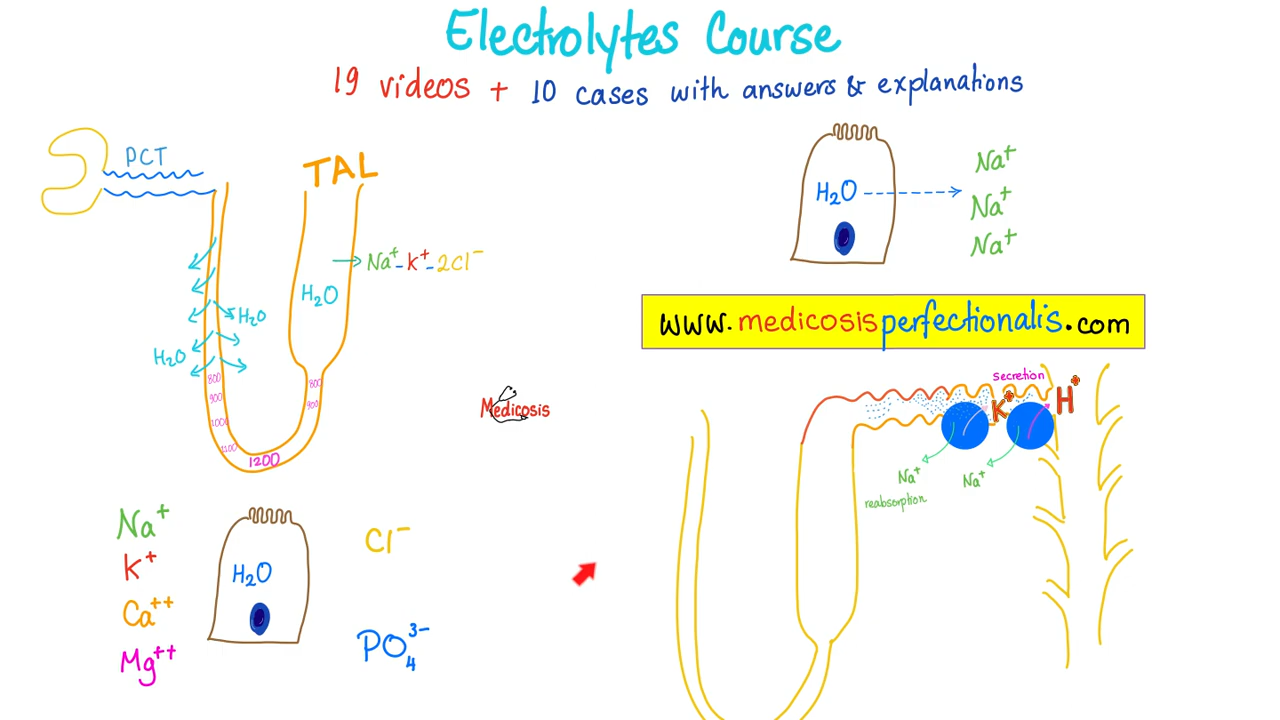 Electrolytes Course
19 videos + 10 cases with answers & explanations
PCT
TAL
Na⁺-K⁺-2Cl⁻
H₂O
H₂O
H₂O
800
900
1000
1100
1200
800
900
H₂O
Na⁺
Na⁺
Na⁺
www.medicosisperfectionalis.com
Medicosis
secretion
K⁺
H⁺
Na⁺
Na⁺
reabsorption
Na⁺
K⁺
Ca⁺⁺
Mg⁺⁺
H₂O
Cl⁻
PO₄³⁻